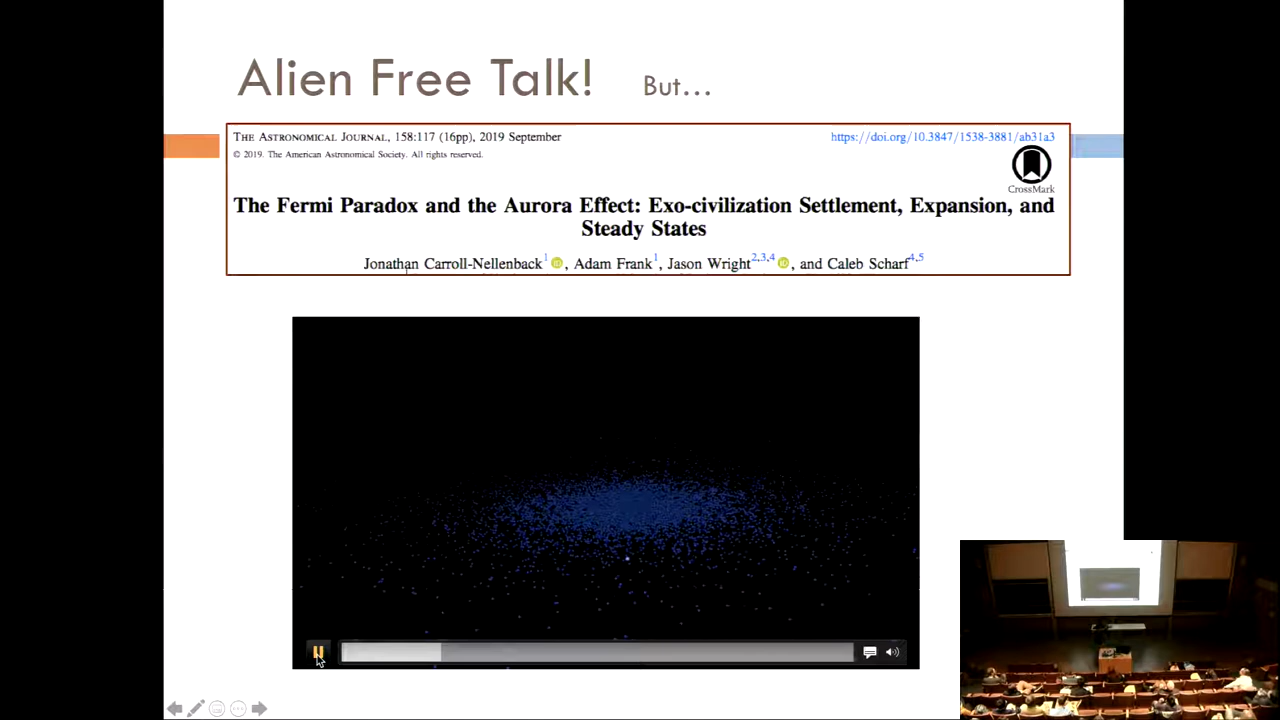 Alien Free Talk! But...
THE ASTRONOMICAL JOURNAL, 158:117 (16pp), 2019 September
https://doi.org/10.3847/1538-3881/ab31a3
© 2019. The American Astronomical Society. All rights reserved.
CrossMark
The Fermi Paradox and the Aurora Effect: Exo-civilization Settlement, Expansion, and
Steady States
Jonathan Carroll-Nellenback1, Adam Frank1, Jason Wright2,3,4, and Caleb Scharf4,5